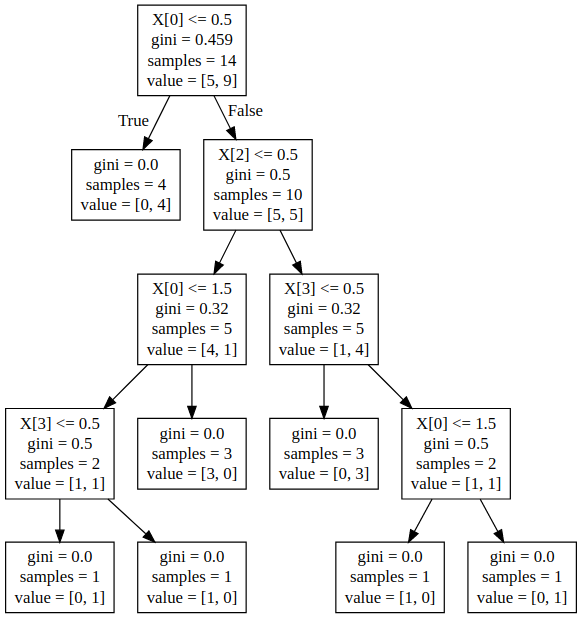 X[0] <= 0.5
gini = 0.459
samples = 14
value = [5, 9]
True
False
gini = 0.0
samples = 4
value = [0, 4]
X[2] <= 0.5
gini = 0.5
samples = 10
value = [5, 5]
X[0] <= 1.5
gini = 0.32
samples = 5
value = [4, 1]
X[3] <= 0.5
gini = 0.32
samples = 5
value = [1, 4]
X[3] <= 0.5
gini = 0.5
samples = 2
value = [1, 1]
gini = 0.0
samples = 3
value = [3, 0]
gini = 0.0
samples = 3
value = [0, 3]
X[0] <= 1.5
gini = 0.5
samples = 2
value = [1, 1]
gini = 0.0
samples = 1
value = [0, 1]
gini = 0.0
samples = 1
value = [1, 0]
gini = 0.0
samples = 1
value = [1, 0]
gini = 0.0
samples = 1
value = [0, 1]